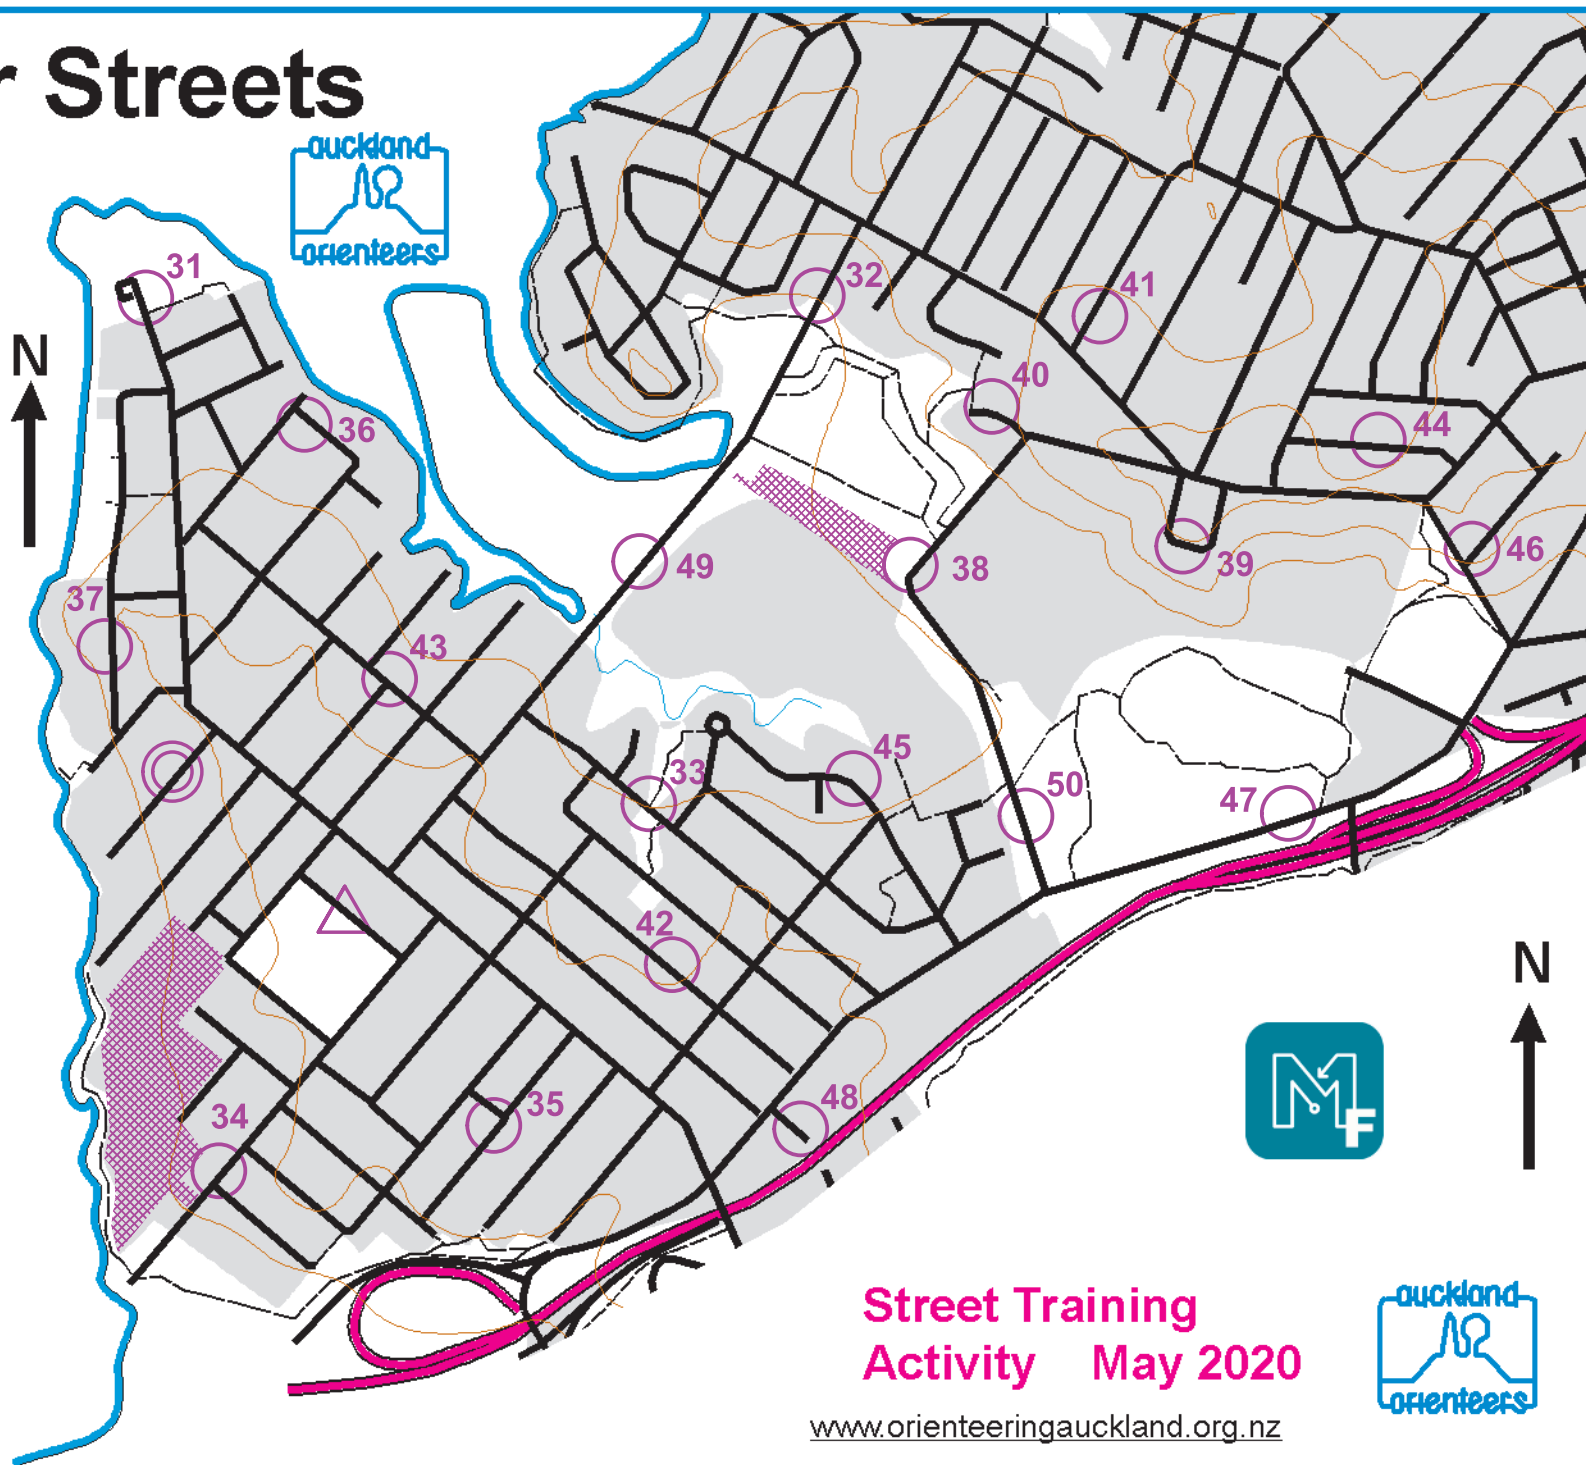 r Streets
auckland
orienteers
31
32
41
N
40
36
44
49
38
39
46
37
43
45
33
50
47
42
N
48
35
34
M
F
Street Training
Activity May 2020
auckland
orienteers
www.orienteeringauckland.org.nz